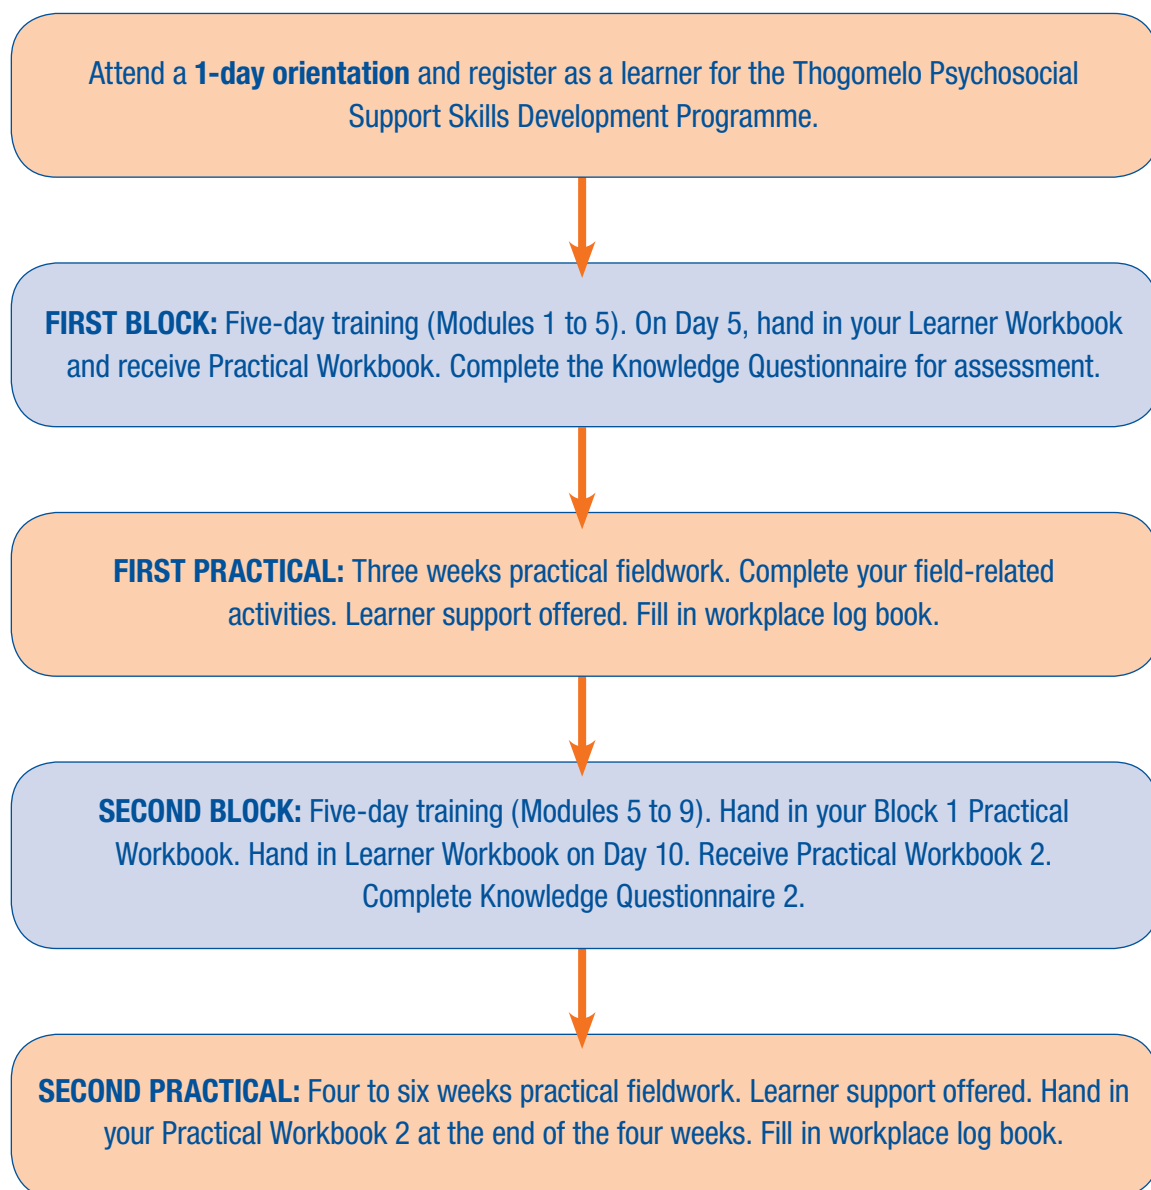 Attend a 1-day orientation and register as a learner for the Thogomelo Psychosocial
Support Skills Development Programme.
FIRST BLOCK: Five-day training (Modules 1 to 5). On Day 5, hand in your Learner Workbook
and receive Practical Workbook. Complete the Knowledge Questionnaire for assessment.
FIRST PRACTICAL: Three weeks practical fieldwork. Complete your field-related
activities. Learner support offered. Fill in workplace log book.
SECOND BLOCK: Five-day training (Modules 5 to 9). Hand in your Block 1 Practical
Workbook. Hand in Learner Workbook on Day 10. Receive Practical Workbook 2.
Complete Knowledge Questionnaire 2.
SECOND PRACTICAL: Four to six weeks practical fieldwork. Learner support offered. Hand in
your Practical Workbook 2 at the end of the four weeks. Fill in workplace log book.